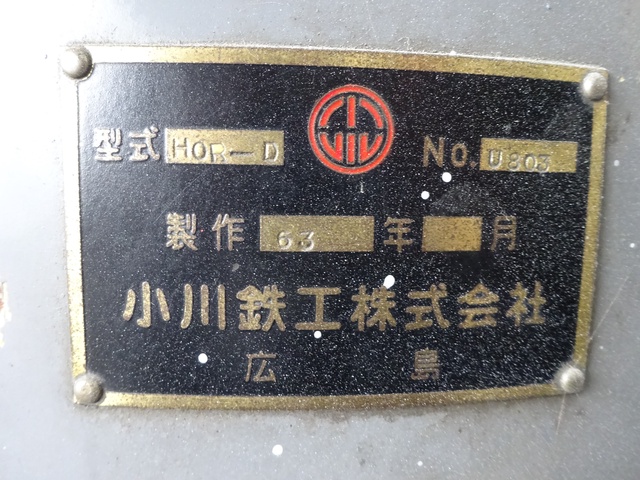 型式 HOR-D No. U803
製作 63 年 月
小川鉄工株式会社
広島